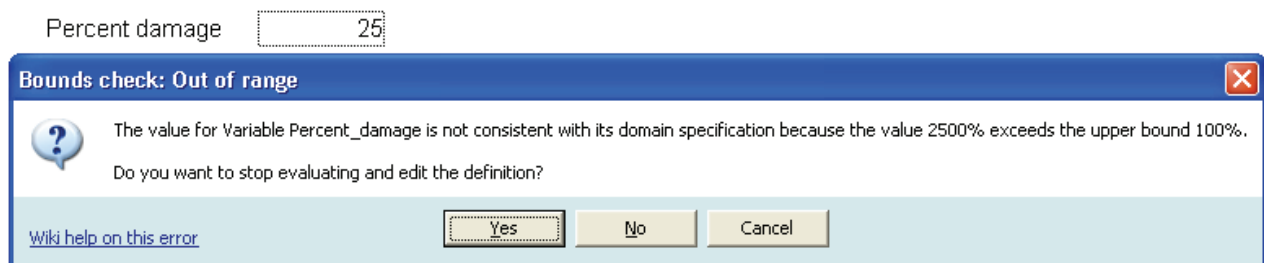 Percent damage 25
Bounds check: Out of range
The value for Variable Percent_damage is not consistent with its domain specification because the value 2500% exceeds the upper bound 100%.
Do you want to stop evaluating and edit the definition?
Wiki help on this error Yes No Cancel